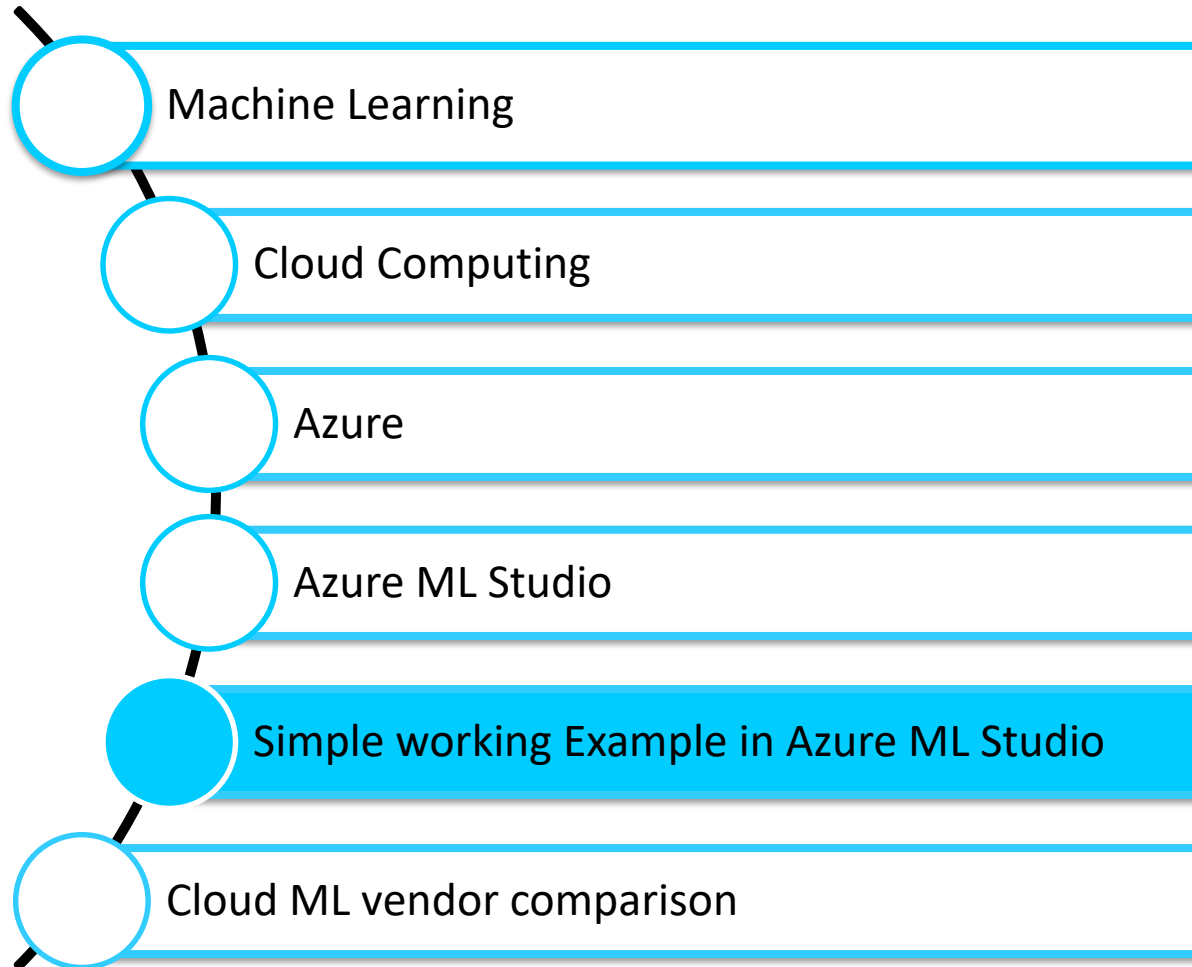 Machine Learning
Cloud Computing
Azure
Azure ML Studio
Simple working Example in Azure ML Studio
Cloud ML vendor comparison